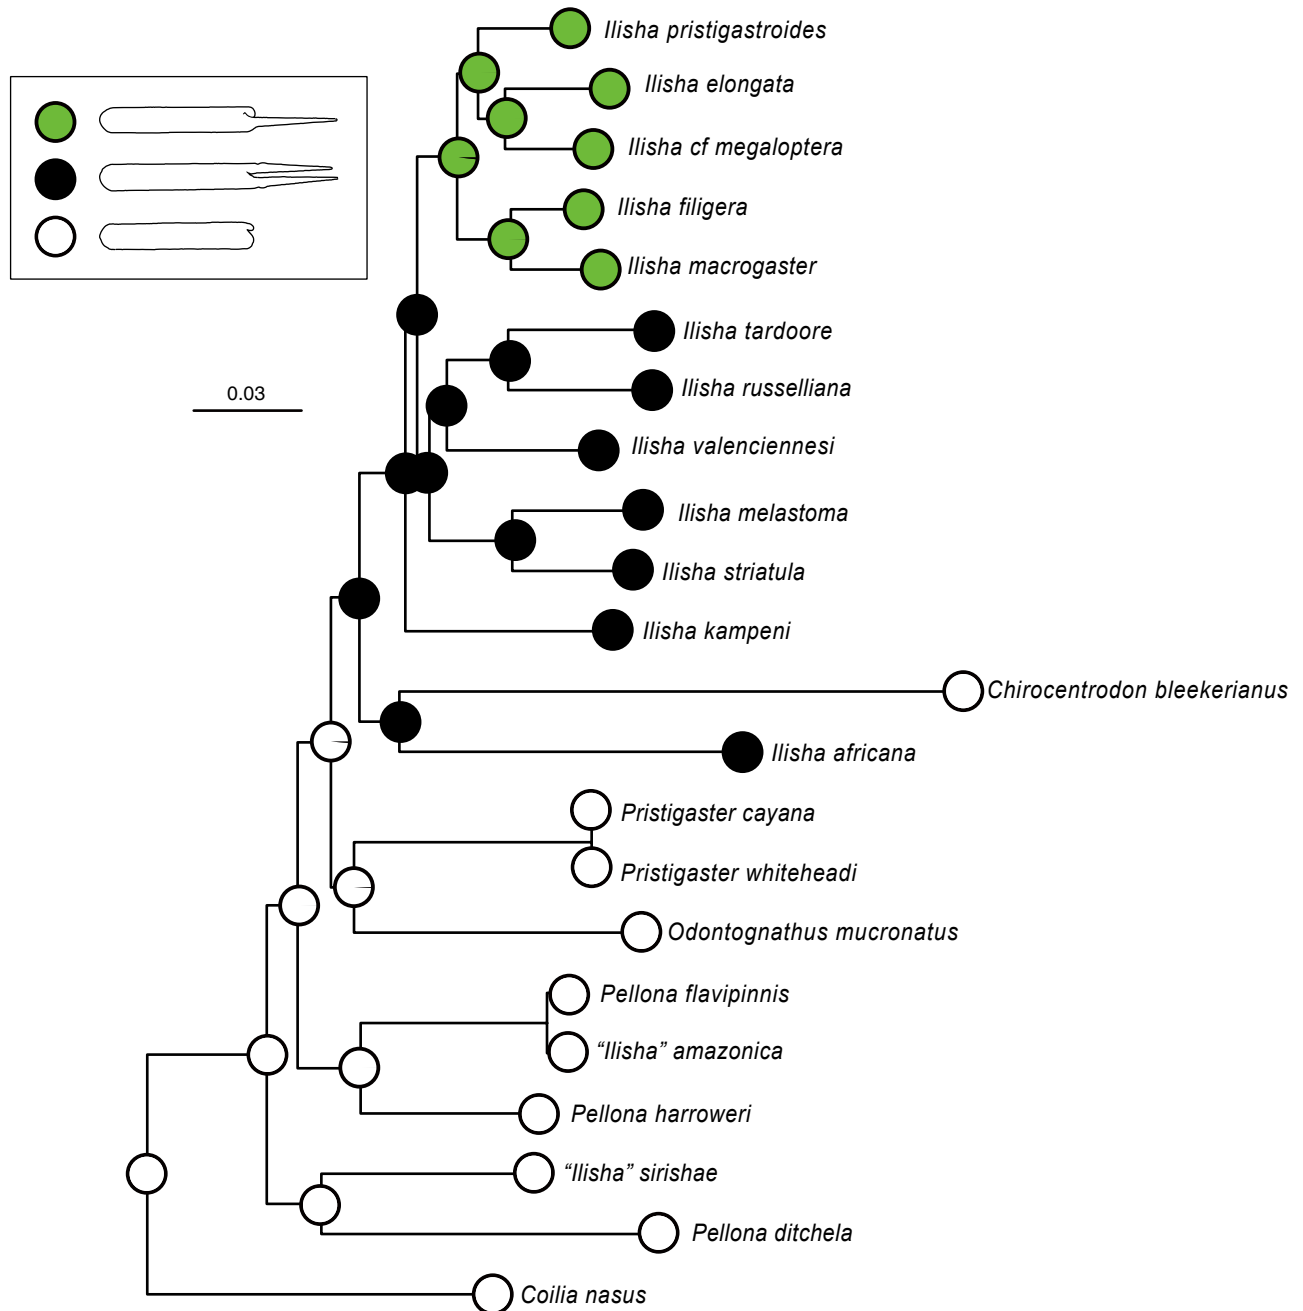 Ilisha pristigastroides
Ilisha elongata
Ilisha cf megaloptera
Ilisha filigera
Ilisha macrogaster
Ilisha tardoore
0.03
Ilisha russelliana
Ilisha valenciennesi
Ilisha melastoma
Ilisha striatula
Ilisha kampeni
Chirocentrodon bleekerianus
Ilisha africana
Pristigaster cayana
Pristigaster whiteheadi
Odontognathus mucronatus
Pellona flavipinnis
“Ilisha” amazonica
Pellona harroweri
“Ilisha” sirishae
Pellona ditchela
Coilia nasus